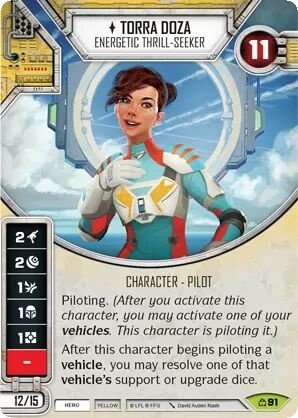 TORRA DOZA
ENERGETIC THRILL-SEEKER
11
2
2
1
1
1
–
12/15
CHARACTER - PILOT
Piloting. (After you activate this
character, you may activate one of your
vehicles. This character is piloting it.)
After this character begins piloting a
vehicle, you may resolve one of that
vehicle's support or upgrade dice.
HERO
YELLOW
© LFL © FFG
David Auden Nash
91